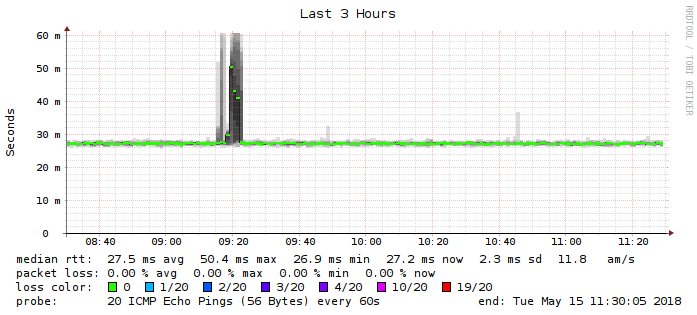 Last 3 Hours
RRDTOOL / TOBI OETIKER
Seconds
60 m
50 m
40 m
30 m
20 m
10 m
0
08:40 09:00 09:20 09:40 10:00 10:20 10:40 11:00 11:20
median rtt: 27.5 ms avg 50.4 ms max 26.9 ms min 27.2 ms now 2.3 ms sd 11.8 am/s
packet loss: 0.00 % avg 0.00 % max 0.00 % min 0.00 % now
loss color: 0 1/20 2/20 3/20 4/20 10/20 19/20
probe: 20 ICMP Echo Pings (56 Bytes) every 60s end: Tue May 15 11:30:05 2018